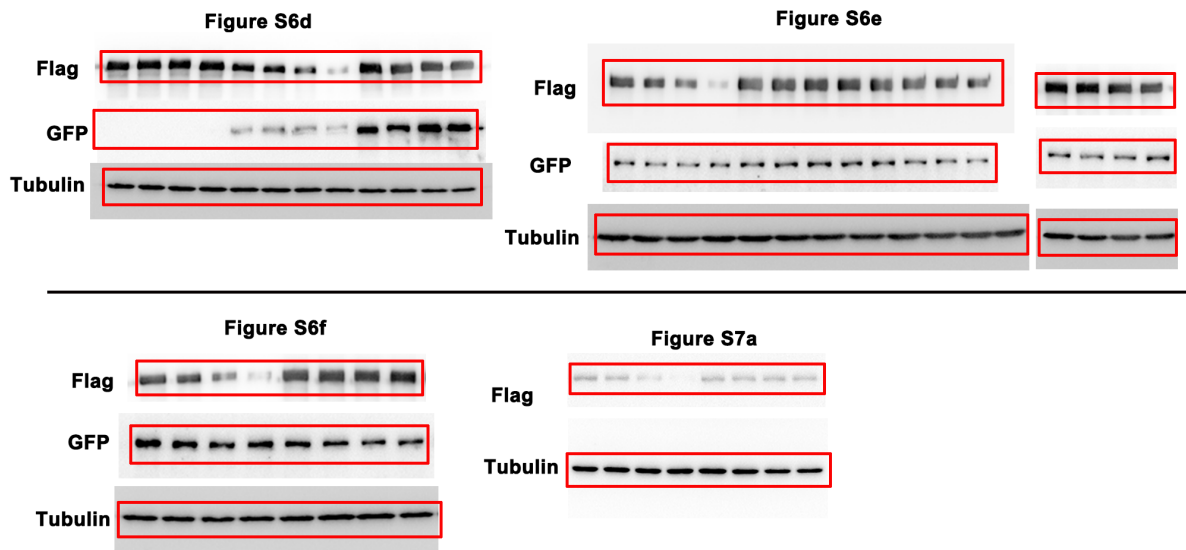 Figure S6d
Flag
GFP
Tubulin
Figure S6e
Flag
GFP
Tubulin
Figure S6f
Flag
GFP
Tubulin
Figure S7a
Flag
Tubulin